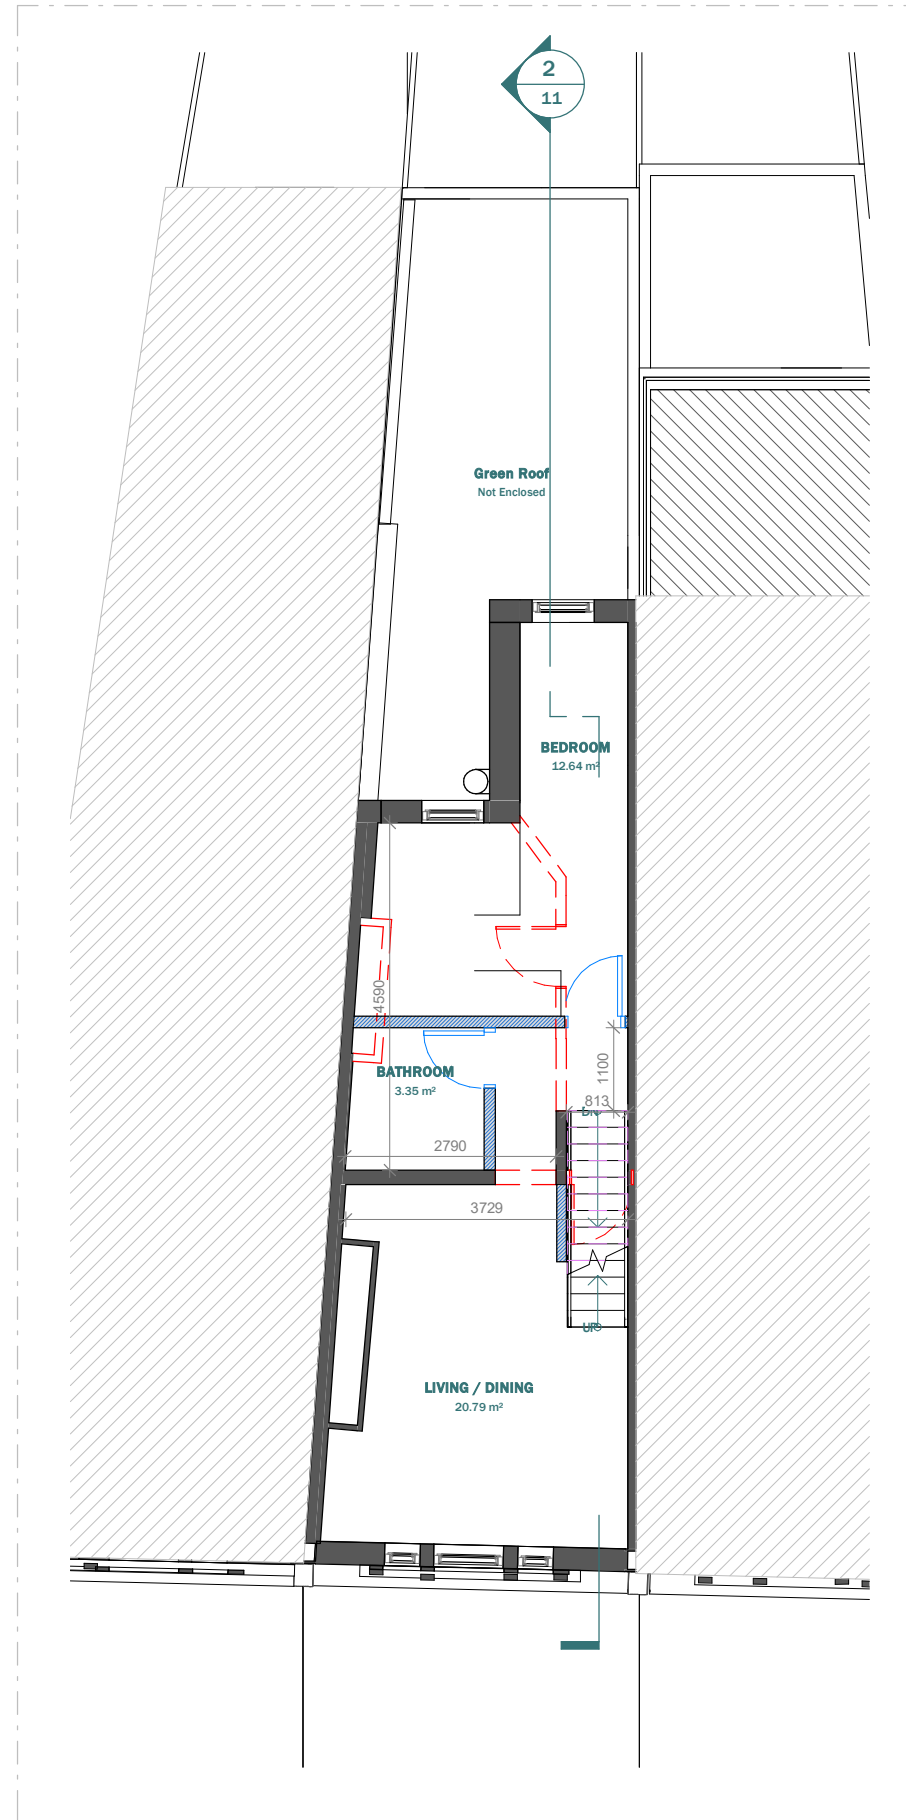 2
11
Green Roof
Not Enclosed
BEDROOM
12.64 m²
4590
1100
BATHROOM
3.35 m²
813
DN
2790
3729
UP
LIVING / DINING
20.79 m²